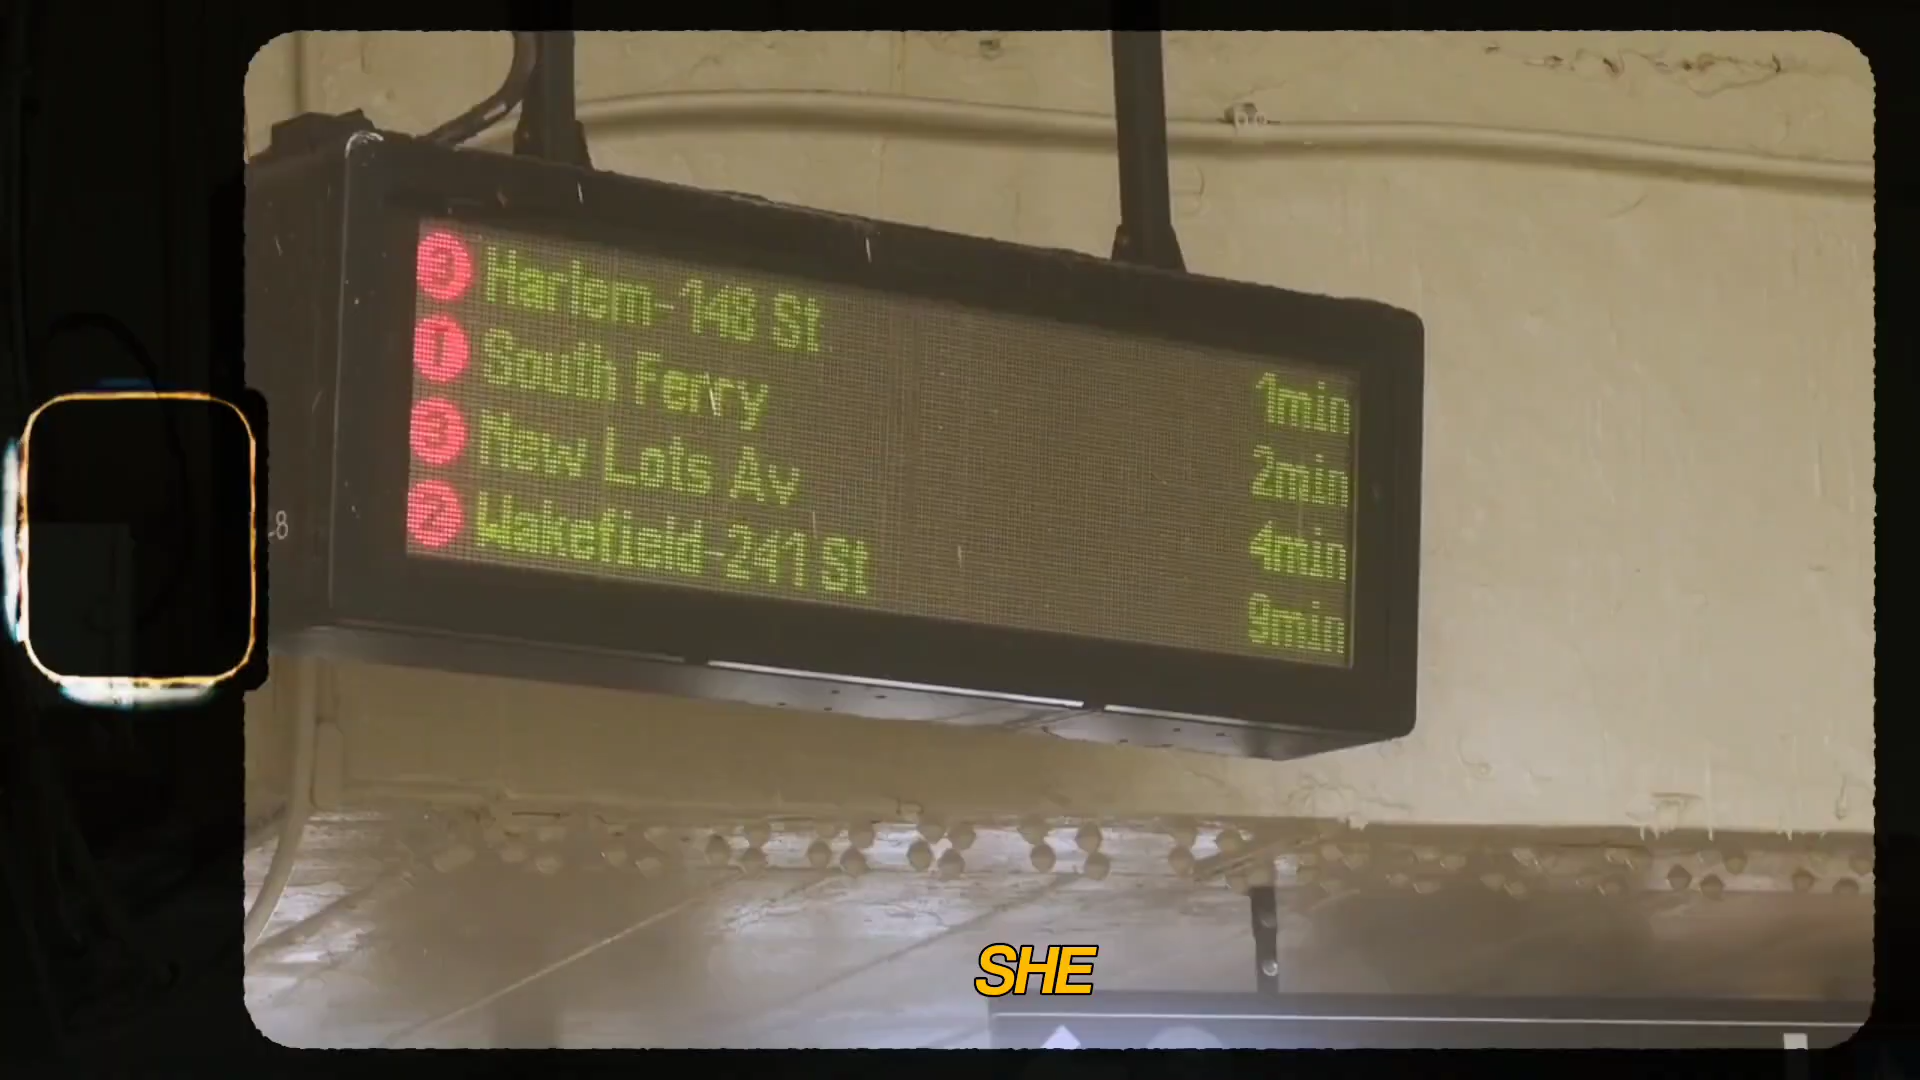 3 Harlem-148 St 1min
1 South Ferry 2min
3 New Lots Av 4min
2 Wakefield-241 St 9min
-8
SHE